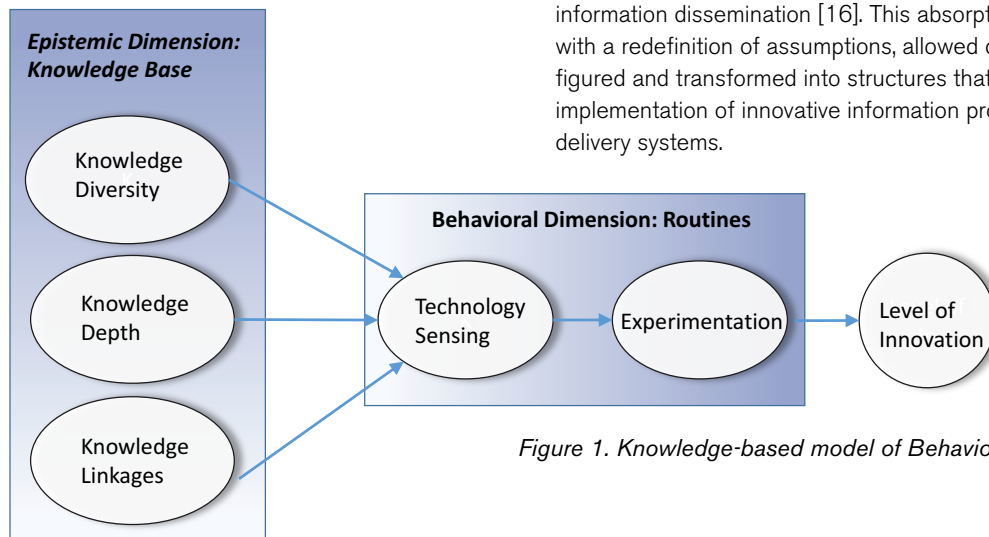 information dissemination [16]. This absorpt
with a redefinition of assumptions, allowed
figured and transformed into structures that
implementation of innovative information pro
delivery systems.
Epistemic Dimension:
Knowledge Base
Knowledge
Diversity
Knowledge
Depth
Knowledge
Linkages
Behavioral Dimension: Routines
Technology
Sensing
Experimentation
Level of
Innovation
Figure 1. Knowledge-based model of Behavio